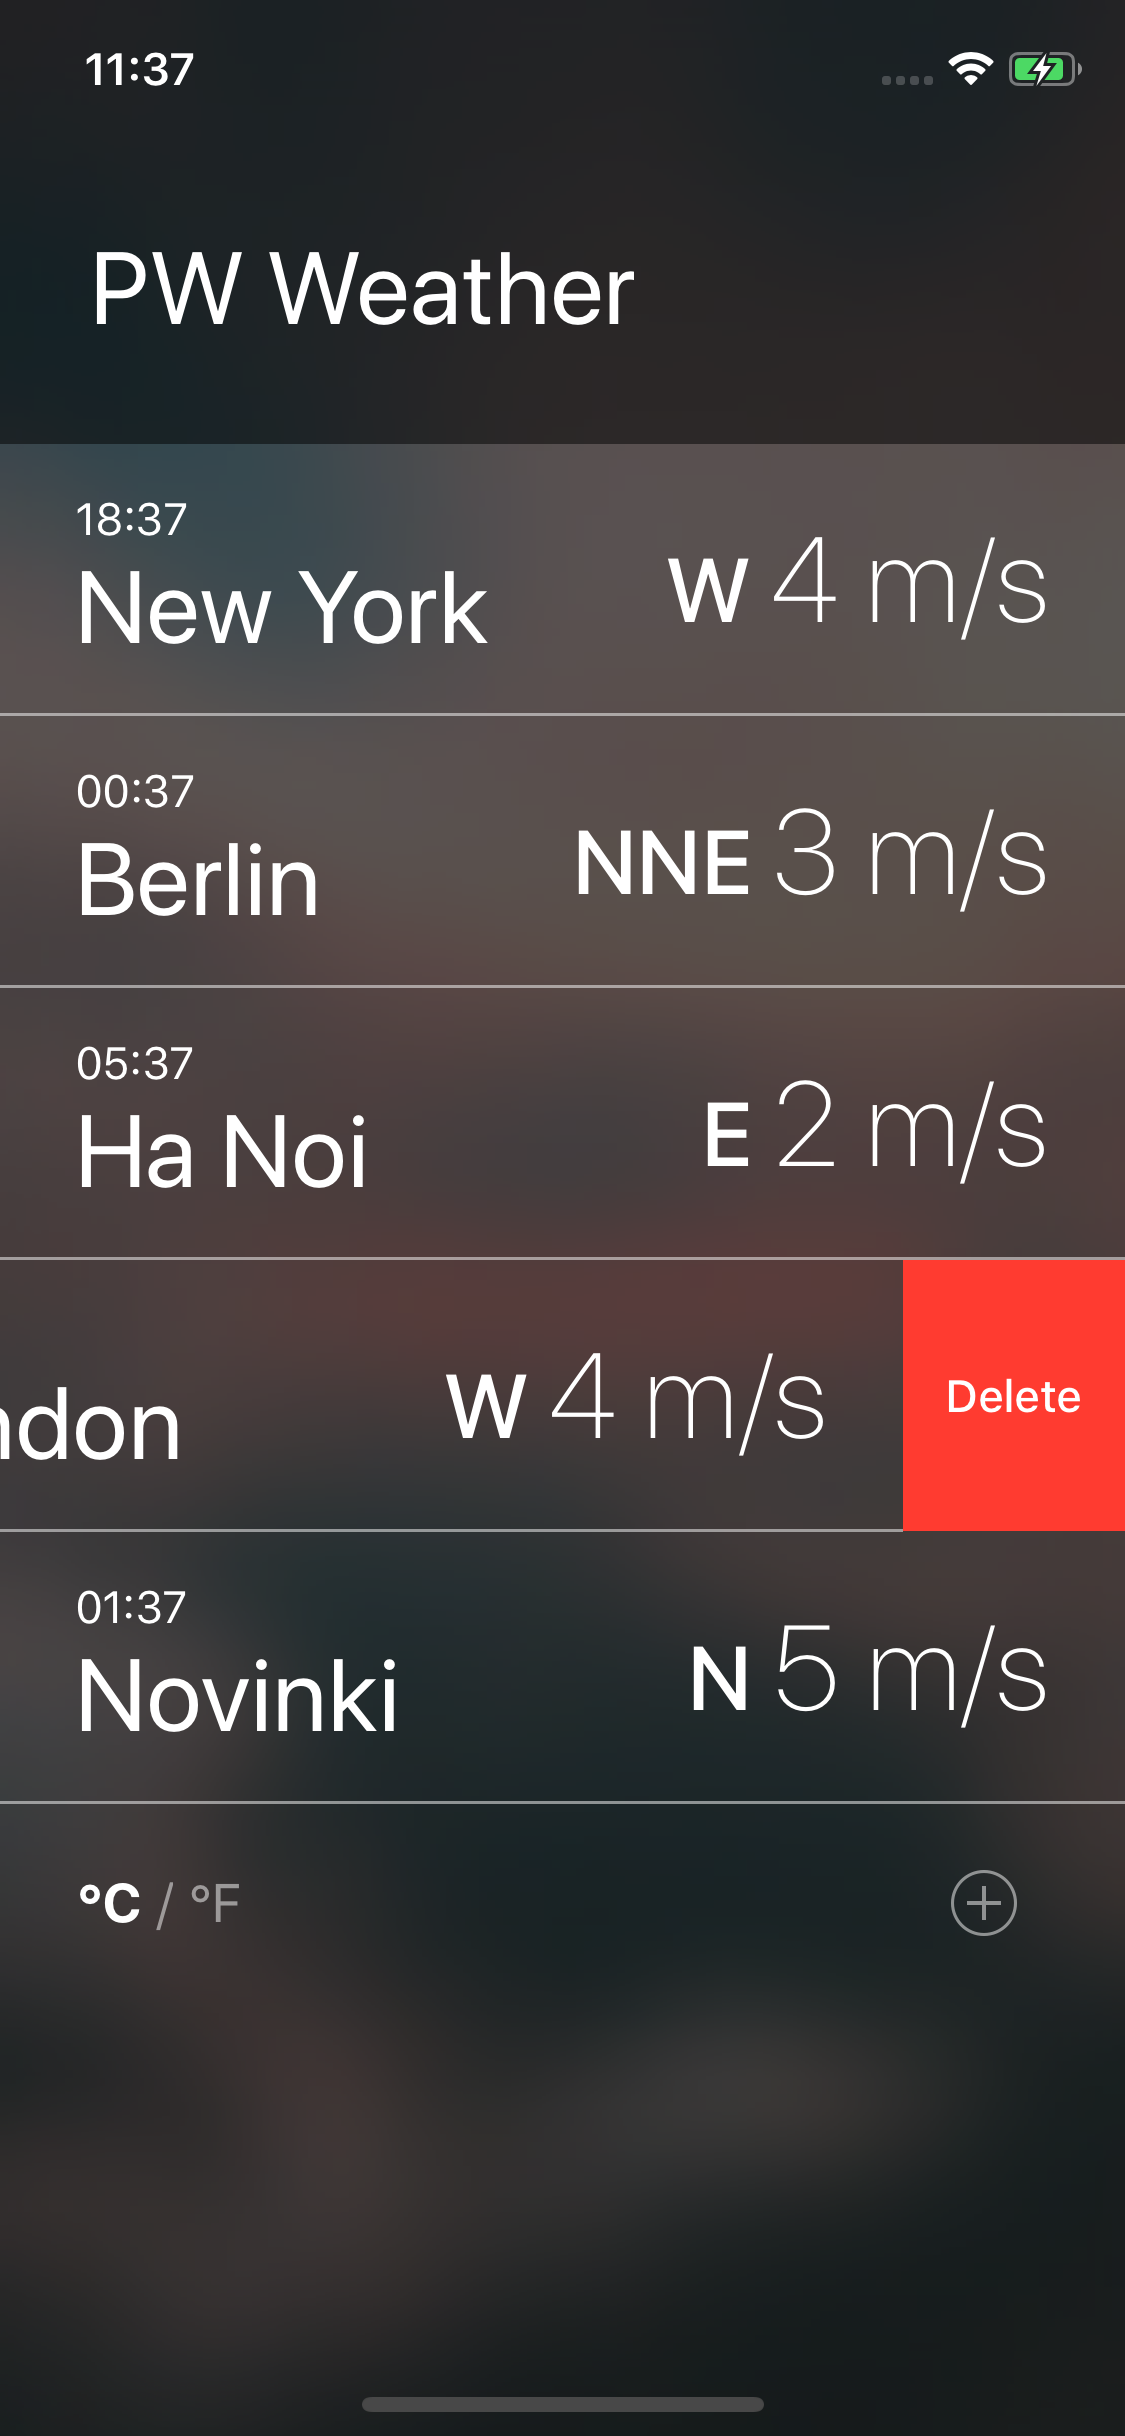 11:37
PW Weather
18:37
New York W 4 m/s
00:37
Berlin NNE 3 m/s
05:37
Ha Noi E 2 m/s
ndon W 4 m/s Delete
01:37
Novinki N 5 m/s
°C / °F